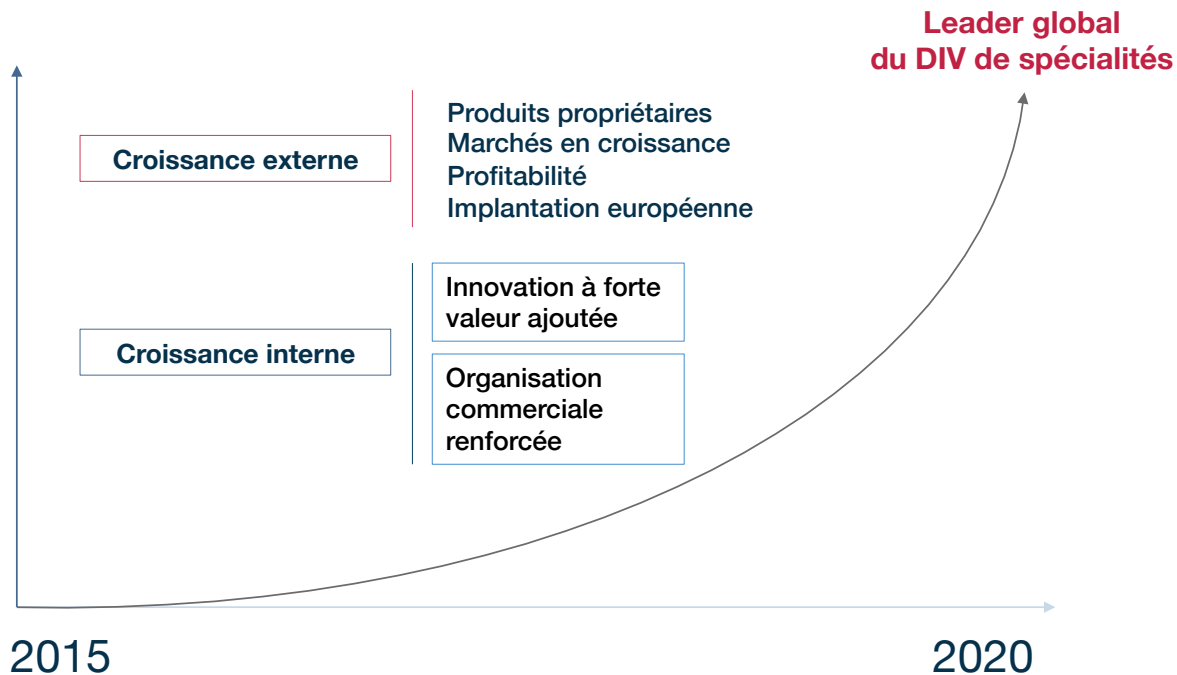 Leader global
du DIV de spécialités
Croissance externe
Produits propriétaires
Marchés en croissance
Profitabilité
Implantation européenne
Croissance interne
Innovation à forte
valeur ajoutée
Organisation
commerciale
renforcée
2015
2020